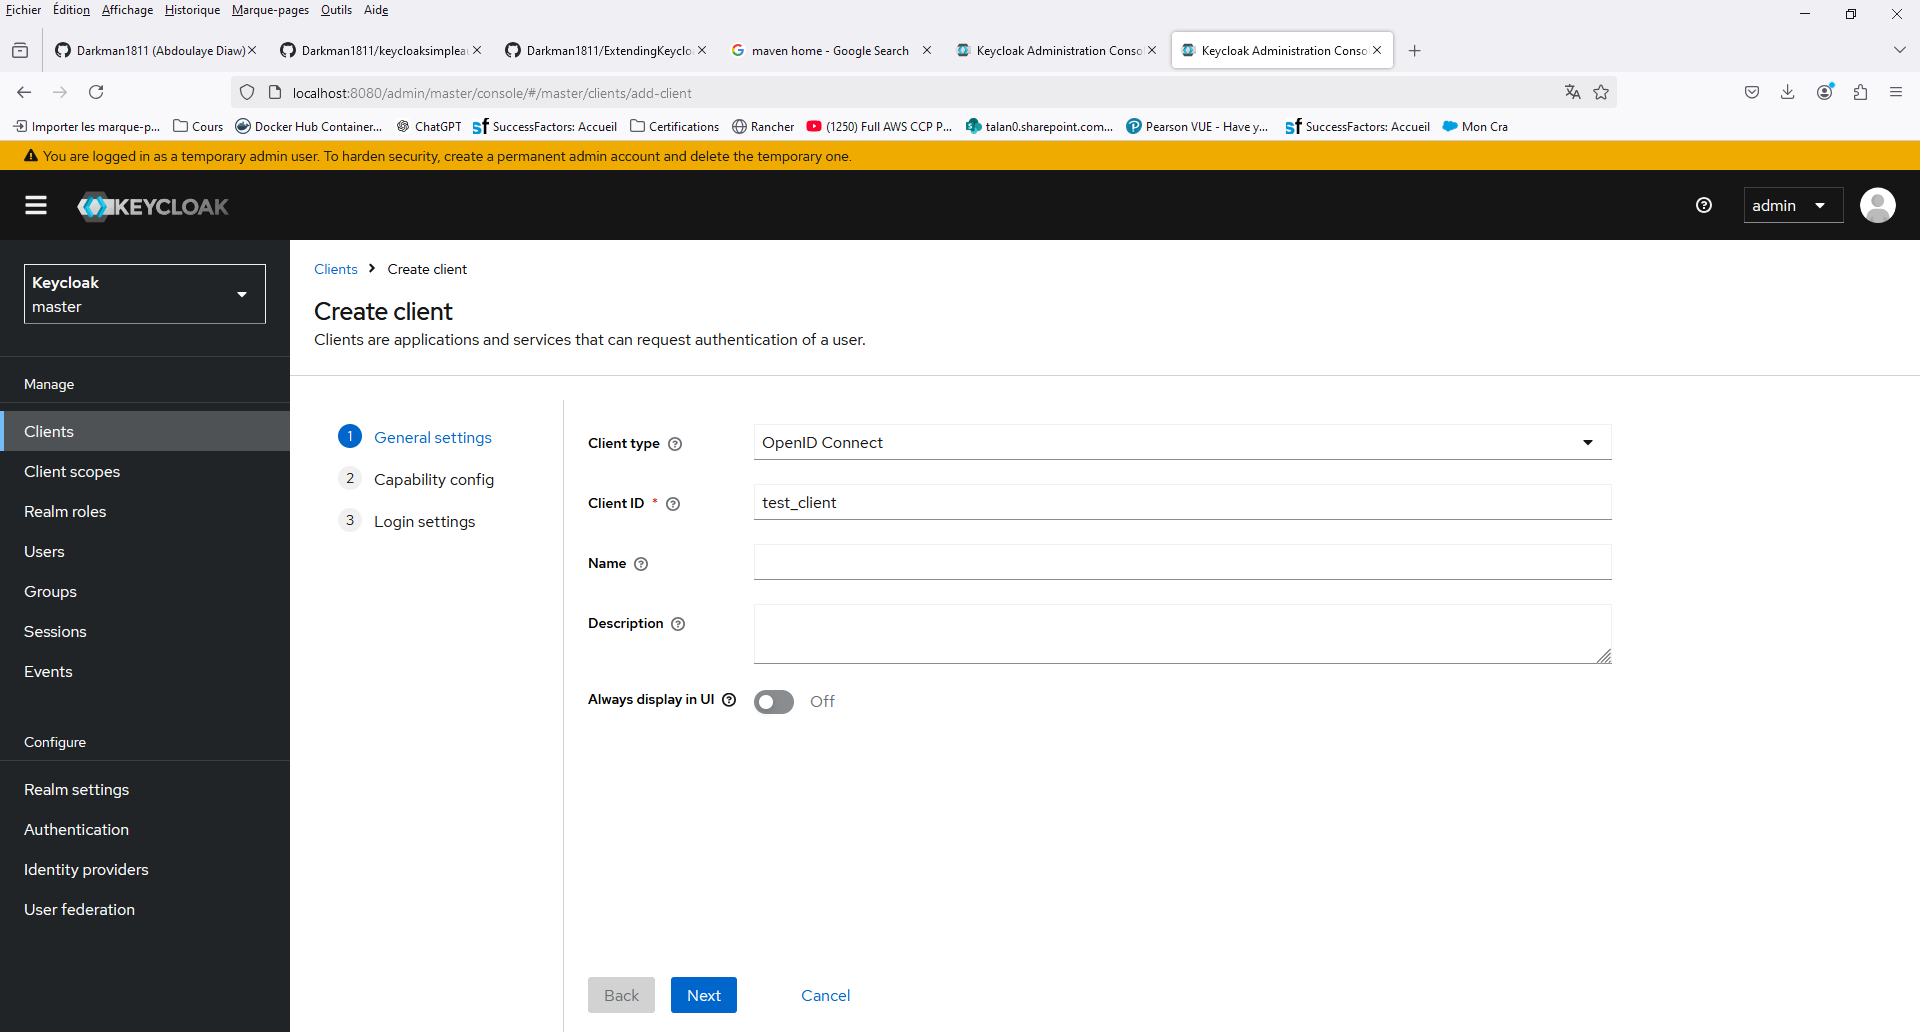 Fichier Édition Affichage Historique Marque-pages Outils Aide
Darkman1811 (Abdoulaye Diaw) Darkman1811/keycloaksimplea Darkman1811/ExtendingKeyclo maven home - Google Search Keycloak Administration Conso Keycloak Administration Conso
localhost:8080/admin/master/console/#/master/clients/add-client
Importer les marque-p... Cours Docker Hub Container... ChatGPT SuccessFactors: Accueil Certifications Rancher (1250) Full AWS CCP P... talan0.sharepoint.com... Pearson VUE - Have y... SuccessFactors: Accueil Mon Cra
You are logged in as a temporary admin user. To harden security, create a permanent admin account and delete the temporary one.
KEYCLOAK
admin
Keycloak
master
Manage
Clients
Client scopes
Realm roles
Users
Groups
Sessions
Events
Configure
Realm settings
Authentication
Identity providers
User federation
Clients Create client
Create client
Clients are applications and services that can request authentication of a user.
1 General settings
2 Capability config
3 Login settings
Client type OpenID Connect
Client ID * test_client
Name
Description
Always display in UI Off
Back Next Cancel